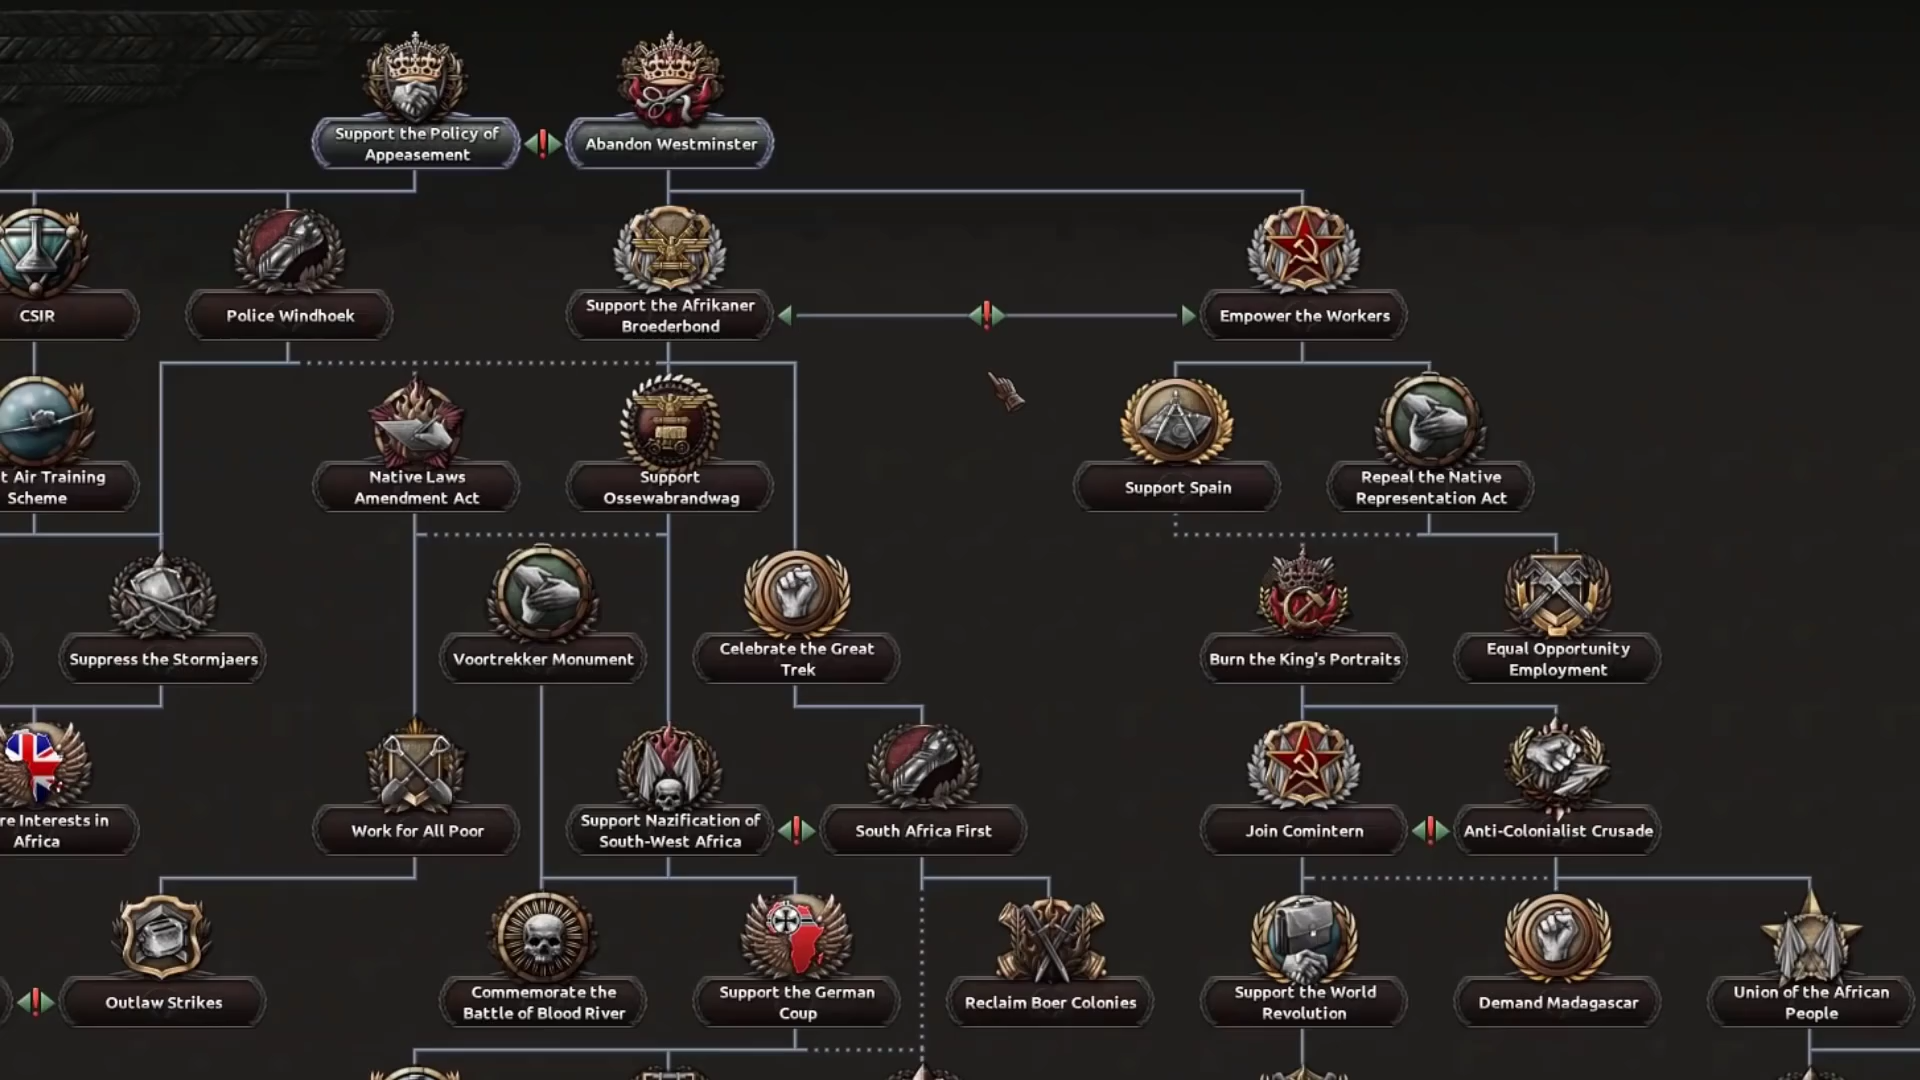 Support the Policy of
Appeasement
Abandon Westminster
CSIR
Police Windhoek
Support the Afrikaner
Broederbond
Empower the Workers
t Air Training
Scheme
Native Laws
Amendment Act
Support
Ossewabrandwag
Support Spain
Repeal the Native
Representation Act
Suppress the Stormjaers
Voortrekker Monument
Celebrate the Great
Trek
Burn the King's Portraits
Equal Opportunity
Employment
re Interests in
Africa
Work for All Poor
Support Nazification of
South-West Africa
South Africa First
Join Comintern
Anti-Colonialist Crusade
Outlaw Strikes
Commemorate the
Battle of Blood River
Support the German
Coup
Reclaim Boer Colonies
Support the World
Revolution
Demand Madagascar
Union of the African
People